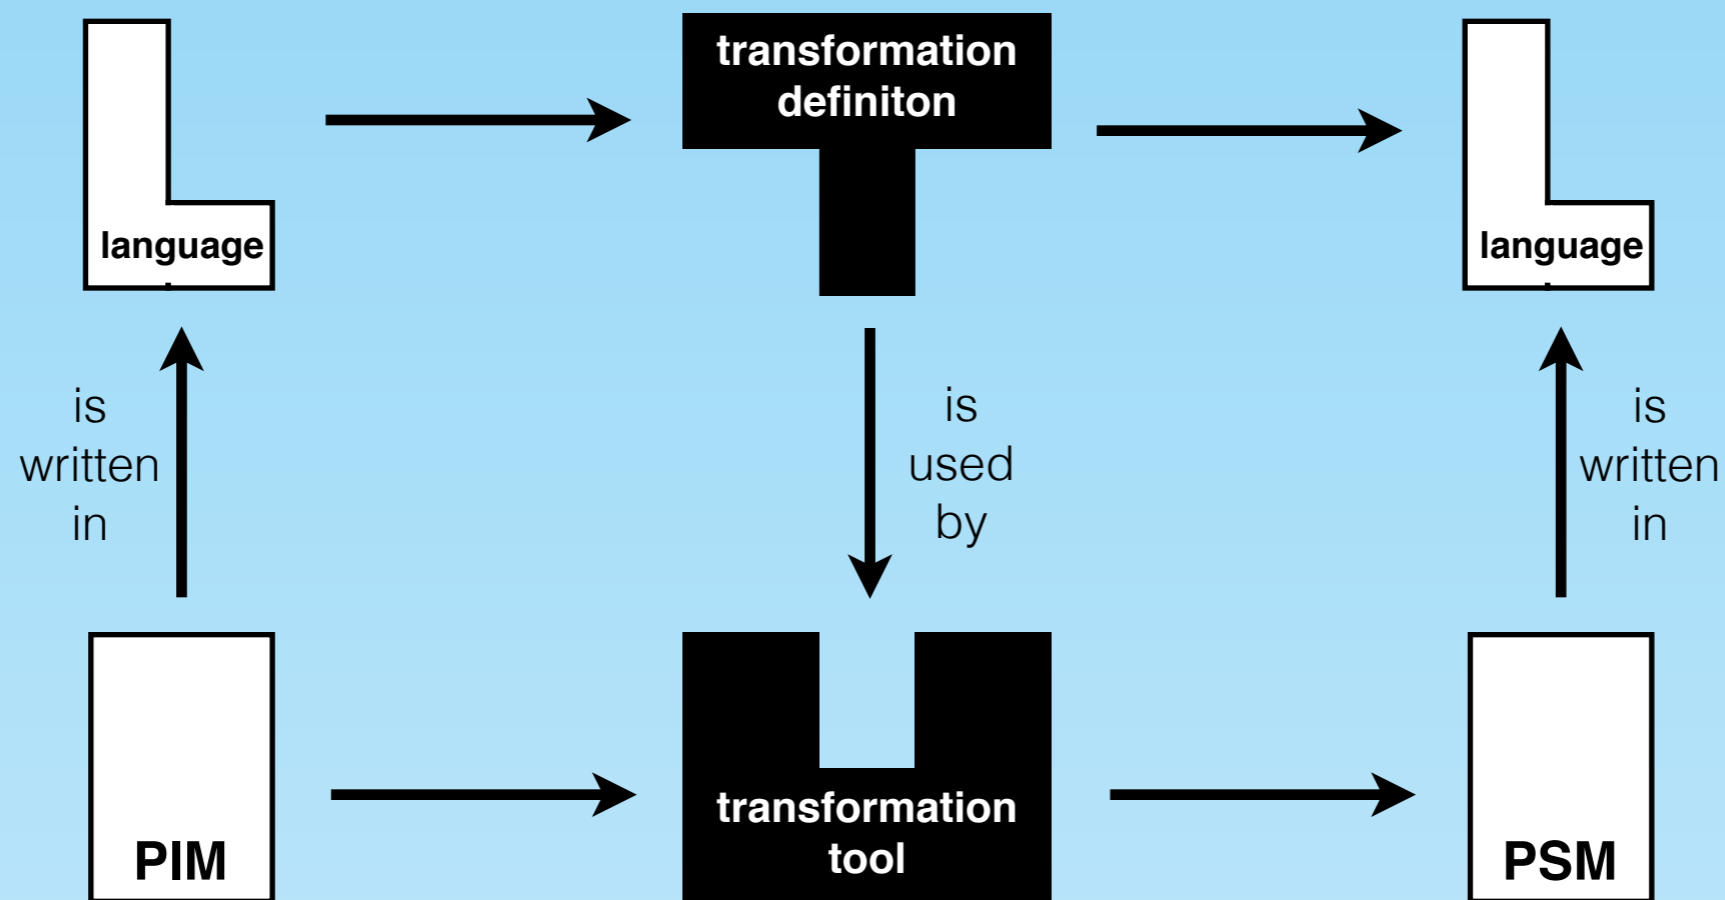 transformation
definiton
language
language
is
written
in
is
used
by
is
written
in
PIM
transformation
tool
PSM